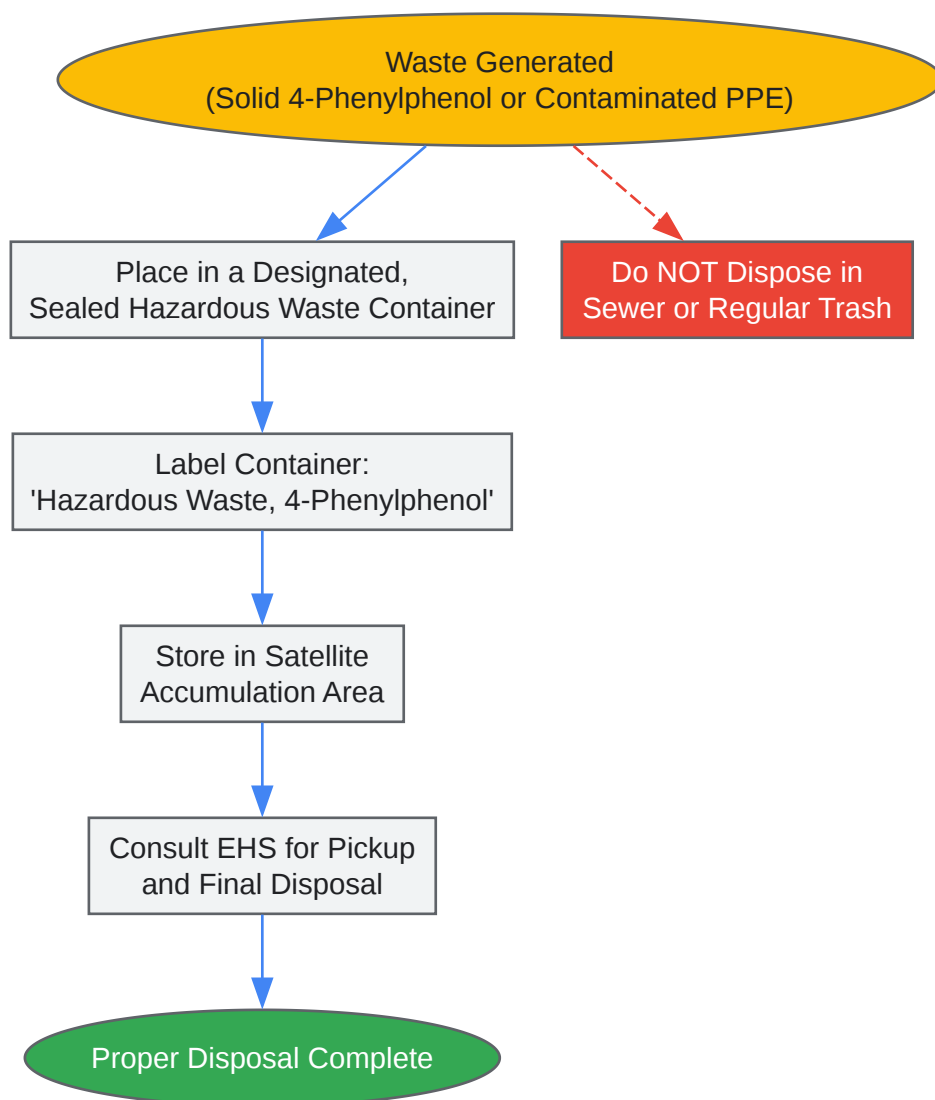 Waste Generated
(Solid 4-Phenylphenol or Contaminated PPE)
Place in a Designated,
Sealed Hazardous Waste Container
Do NOT Dispose in
Sewer or Regular Trash
Label Container:
'Hazardous Waste, 4-Phenylphenol'
Store in Satellite
Accumulation Area
Consult EHS for Pickup
and Final Disposal
Proper Disposal Complete